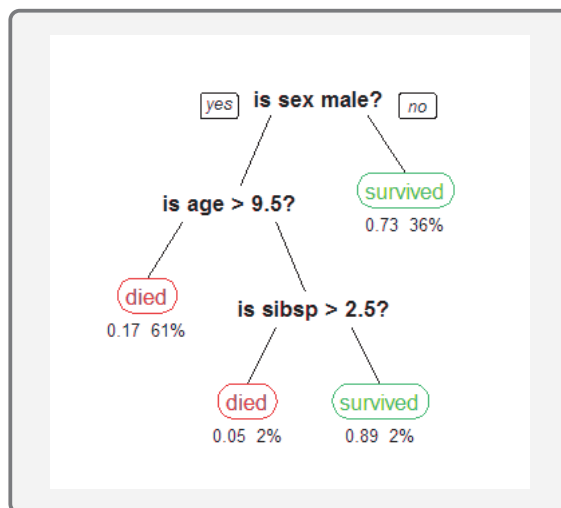 yes is sex male? no
survived
is age > 9.5?
0.73 36%
died
0.17 61%
is sibsp > 2.5?
died survived
0.05 2% 0.89 2%